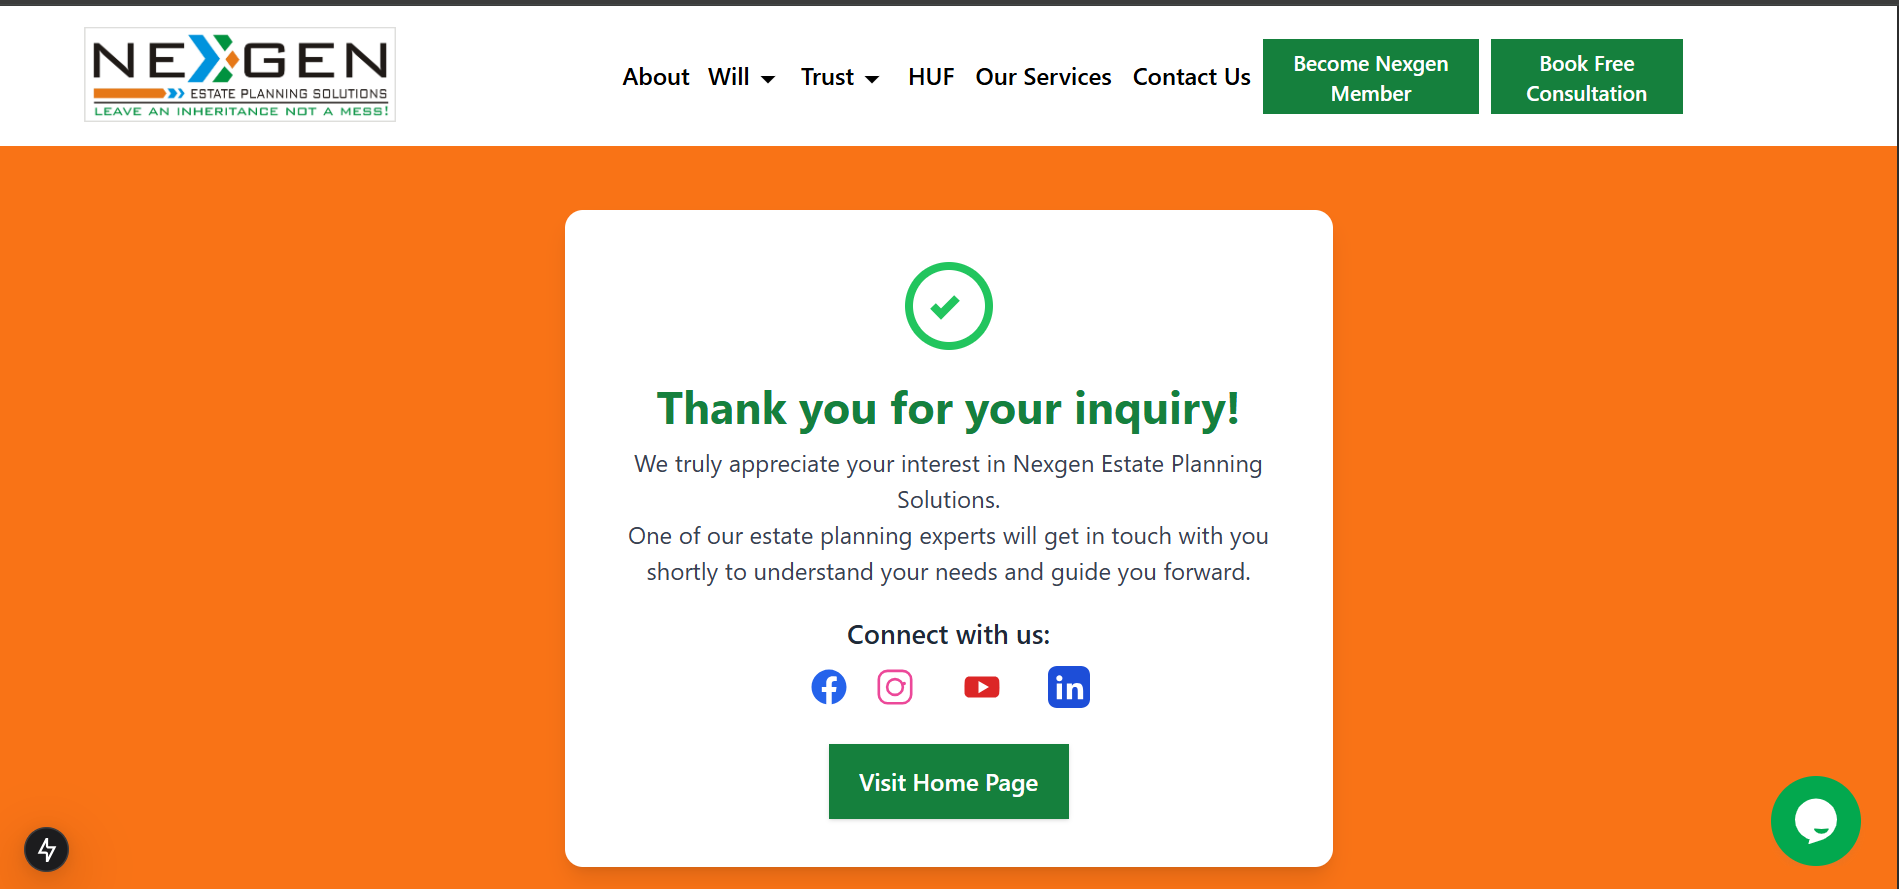 NEXGEN
ESTATE PLANNING SOLUTIONS
LEAVE AN INHERITANCE NOT A MESS!
About Will Trust HUF Our Services Contact Us
Become Nexgen
Member
Book Free
Consultation
Thank you for your inquiry!
We truly appreciate your interest in Nexgen Estate Planning
Solutions.
One of our estate planning experts will get in touch with you
shortly to understand your needs and guide you forward.
Connect with us:
in
Visit Home Page